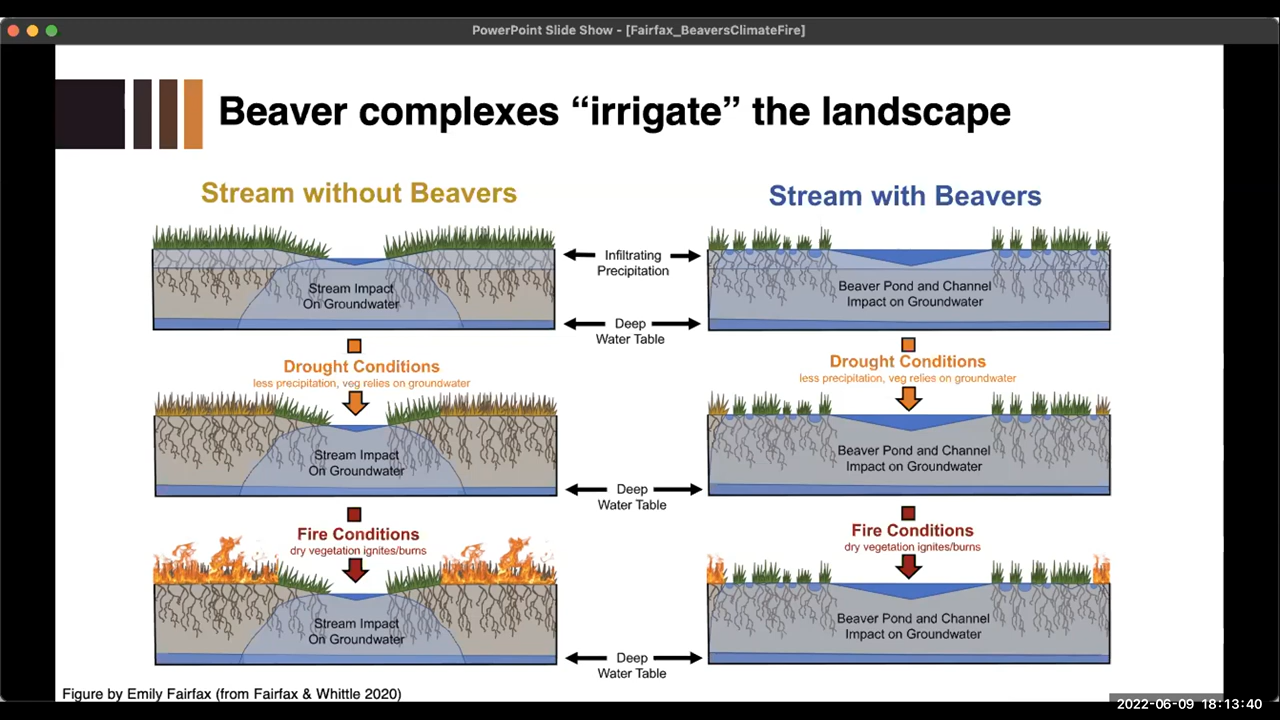 PowerPoint Slide Show - [Fairfax_BeaversClimateFire]
Beaver complexes “irrigate” the landscape
Stream without Beavers
Stream with Beavers
Infiltrating
Precipitation
Stream Impact
On Groundwater
Beaver Pond and Channel
Impact on Groundwater
Deep
Water Table
Drought Conditions
less precipitation, veg relies on groundwater
Drought Conditions
less precipitation, veg relies on groundwater
Stream Impact
On Groundwater
Beaver Pond and Channel
Impact on Groundwater
Deep
Water Table
Fire Conditions
dry vegetation ignites/burns
Fire Conditions
dry vegetation ignites/burns
Stream Impact
On Groundwater
Beaver Pond and Channel
Impact on Groundwater
Deep
Water Table
Figure by Emily Fairfax (from Fairfax & Whittle 2020)
2022-06-09 18:13:40